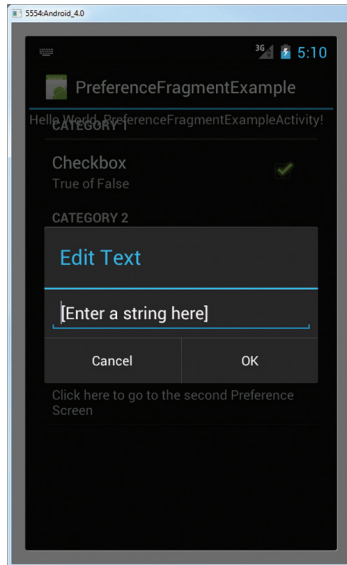 5554:Android_4.0
3G 5:10
PreferenceFragmentExample
Hello World, PreferenceFragmentExampleActivity!
CATEGORY 1
Checkbox
True of False
CATEGORY 2
Edit Text
[Enter a string here]
Cancel OK
Click here to go to the second Preference
Screen